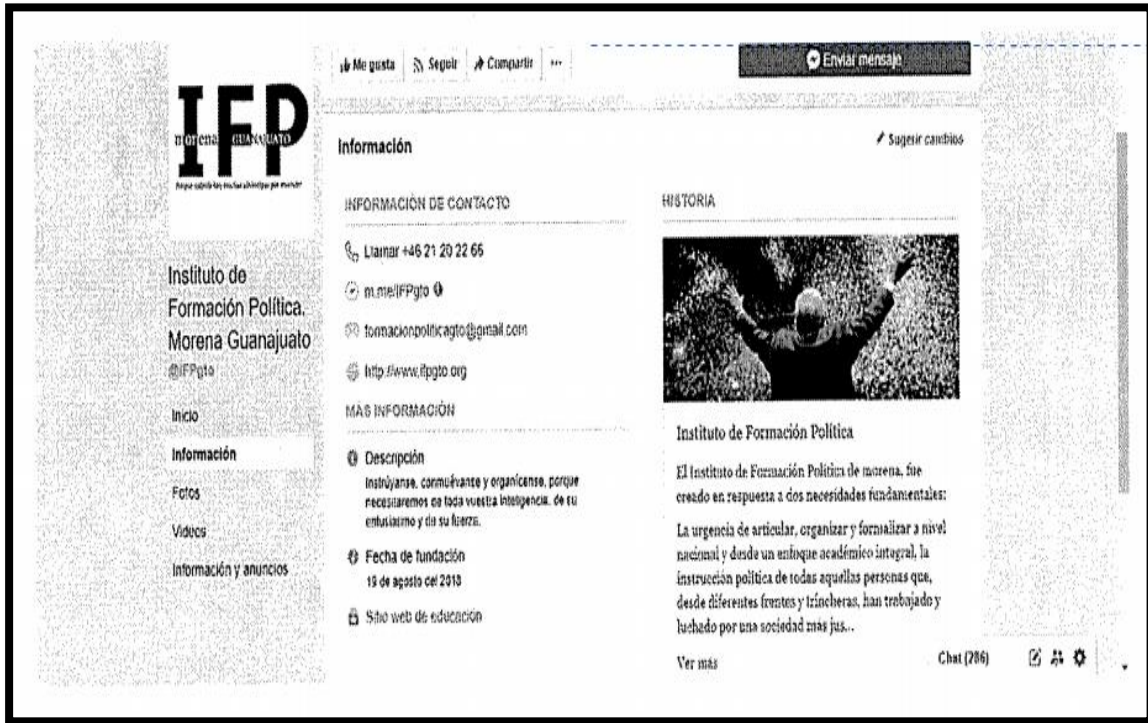 Me gusta
Seguir
Compartir
...
Enviar mensaje
IFP
morena GUANAJUATO
Instituto de
Formación Política.
Morena Guanajuato
@IFPgto
Inicio
Información
Fotos
Videos
Información y anuncios
Información
Sugerir cambios
INFORMACIÓN DE CONTACTO
Llamar +46 21 20 22 66
m.me/IFPgto
formacionpoliticagto@gmail.com
http://www.ifpgto.org
MÁS INFORMACIÓN
Descripción
Instrúyanse, conmuévanse y organícense, porque
necesitaremos de toda vuestra inteligencia, de su
entusiasmo y de su fuerza.
Fecha de fundación
19 de agosto del 2018
Sitio web de educación
HISTORIA
Instituto de Formación Política
El Instituto de Formación Política de morena, fue
creado en respuesta a dos necesidades fundamentales:
La urgencia de articular, organizar y formalizar a nivel
nacional y desde un enfoque académico integral, la
instrucción política de todas aquellas personas que,
desde diferentes frentes y trincheras, han trabajado y
luchado por una sociedad más jus...
Ver más
Chat (286)